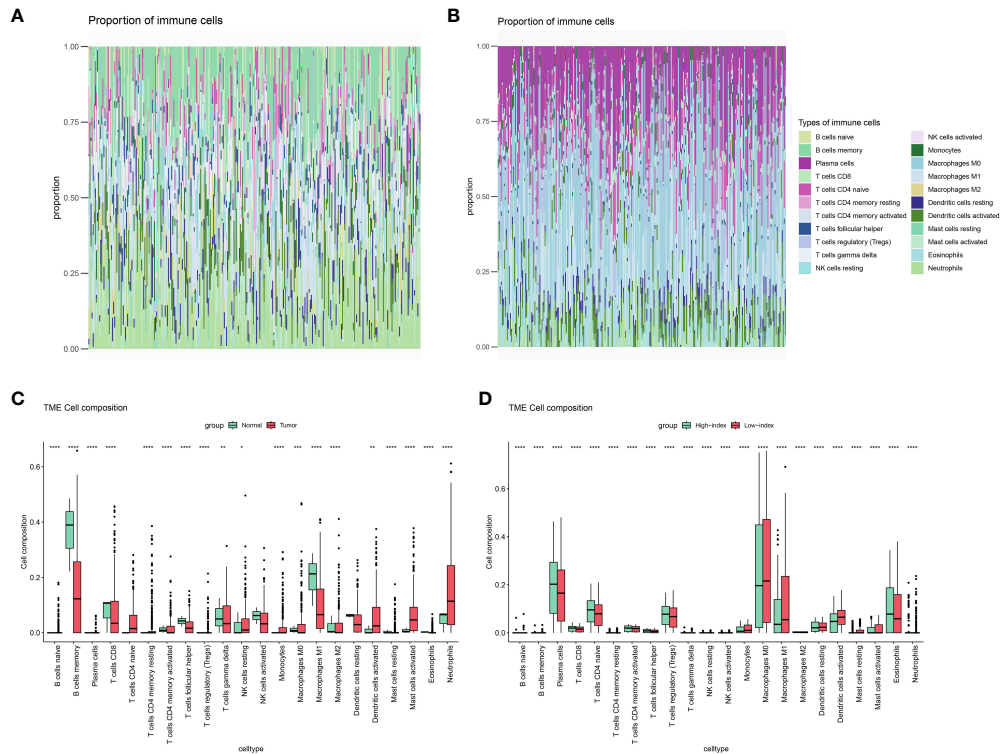 A
Proportion of immune cells
1.00
0.75
0.50
0.25
0.00
proportion
B
Proportion of immune cells
1.00
0.75
0.50
0.25
0.00
proportion
Types of immune cells
B cells naive
B cells memory
Plasma cells
T cells CD8
T cells CD4 naive
T cells CD4 memory resting
T cells CD4 memory activated
T cells follicular helper
T cells regulatory (Tregs)
T cells gamma delta
NK cells resting
NK cells activated
Monocytes
Macrophages M0
Macrophages M1
Macrophages M2
Dendritic cells resting
Dendritic cells activated
Mast cells resting
Mast cells activated
Eosinophils
Neutrophils
C
TME Cell composition
group Normal Tumor
0.6
0.4
0.2
0.0
Cell composition
B cells naive
B cells memory
Plasma cells
T cells CD8
T cells CD4 naive
T cells CD4 memory resting
T cells CD4 memory activated
T cells follicular helper
T cells regulatory (Tregs)
T cells gamma delta
NK cells resting
NK cells activated
Monocytes
Macrophages M0
Macrophages M1
Macrophages M2
Dendritic cells resting
Dendritic cells activated
Mast cells resting
Mast cells activated
Eosinophils
Neutrophils
celltype
D
TME Cell composition
group High-index Low-index
0.6
0.4
0.2
0.0
Cell composition
B cells naive
B cells memory
Plasma cells
T cells CD8
T cells CD4 naive
T cells CD4 memory resting
T cells CD4 memory activated
T cells follicular helper
T cells regulatory (Tregs)
T cells gamma delta
NK cells resting
NK cells activated
Monocytes
Macrophages M0
Macrophages M1
Macrophages M2
Dendritic cells resting
Dendritic cells activated
Mast cells resting
Mast cells activated
Eosinophils
Neutrophils
celltype